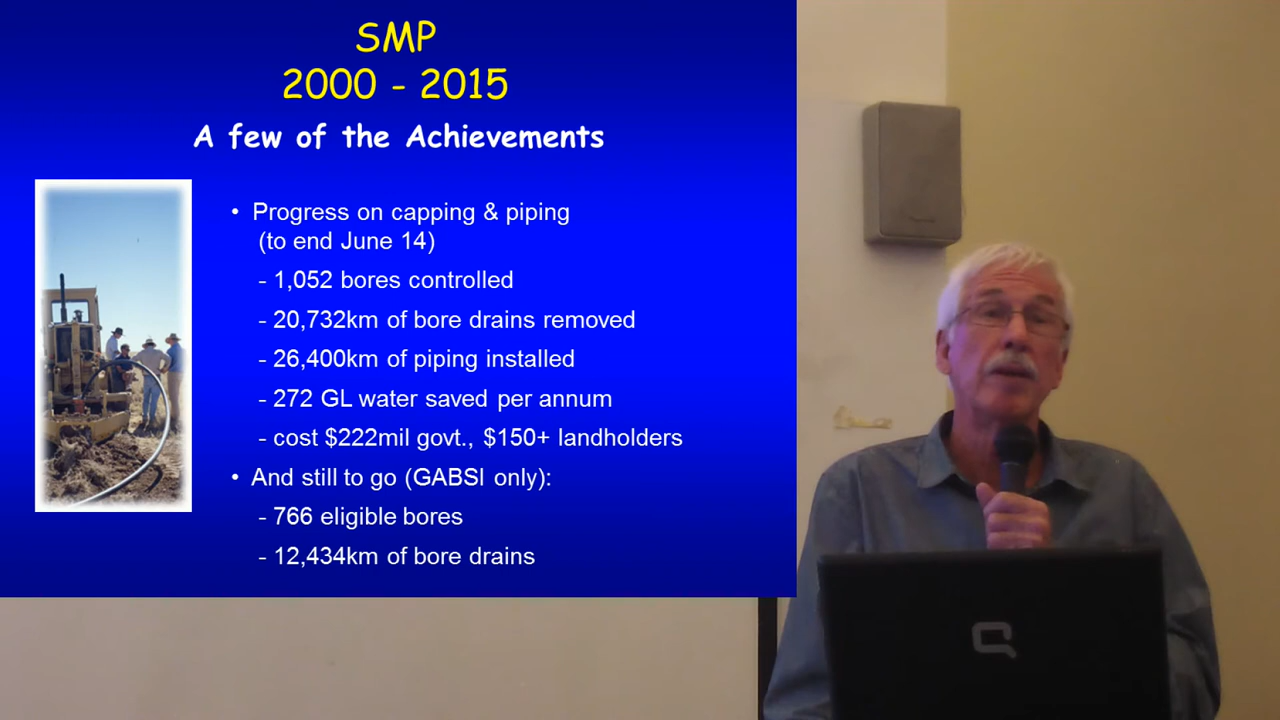 SMP
2000 - 2015
A few of the Achievements
• Progress on capping & piping
(to end June 14)
- 1,052 bores controlled
- 20,732km of bore drains removed
- 26,400km of piping installed
- 272 GL water saved per annum
- cost $222mil govt., $150+ landholders
• And still to go (GABSI only):
- 766 eligible bores
- 12,434km of bore drains